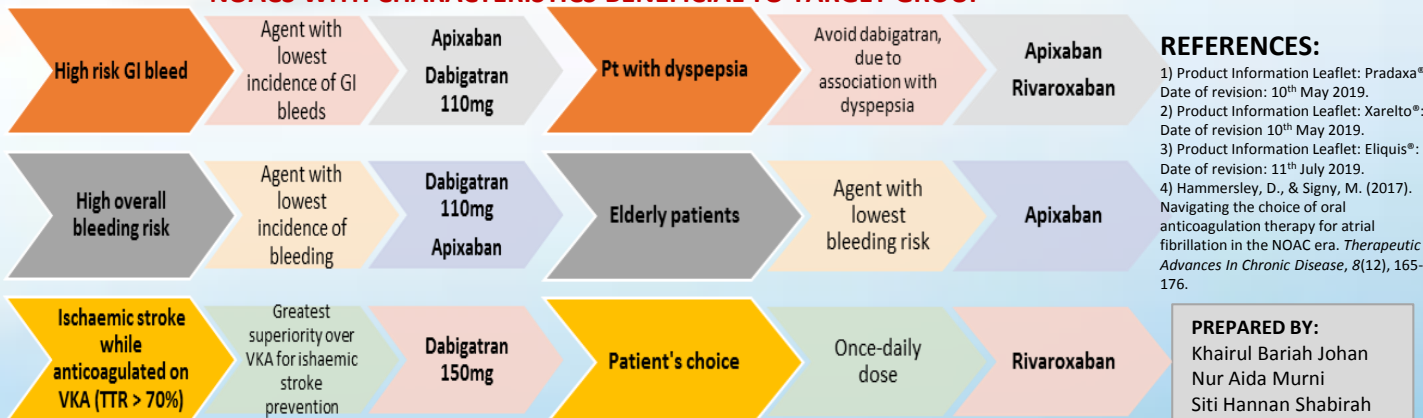 NOACS WITH CHARACTERISTICS BENEFICIAL TO TARGET GROUP
High risk GI bleed
Agent with
lowest
incidence of GI
bleeds
Apixaban
Dabigatran
110mg
Pt with dyspepsia
Avoid dabigatran,
due to
association with
dyspepsia
Apixaban
Rivaroxaban
High overall
bleeding risk
Agent with
lowest
incidence of
bleeding
Dabigatran
110mg
Apixaban
Elderly patients
Agent with
lowest
bleeding risk
Apixaban
Ischaemic stroke
while
anticoagulated on
VKA (TTR > 70%)
Greatest
superiority over
VKA for ishaemic
stroke
prevention
Dabigatran
150mg
Patient's choice
Once-daily
dose
Rivaroxaban
REFERENCES:
1) Product Information Leaflet: Pradaxa®
Date of revision: 10th May 2019.
2) Product Information Leaflet: Xarelto®:
Date of revision 10th May 2019.
3) Product Information Leaflet: Eliquis®:
Date of revision: 11th July 2019.
4) Hammersley, D., & Signy, M. (2017).
Navigating the choice of oral
anticoagulation therapy for atrial
fibrillation in the NOAC era. Therapeutic
Advances In Chronic Disease, 8(12), 165-
176.
PREPARED BY:
Khairul Bariah Johan
Nur Aida Murni
Siti Hannan Shabirah